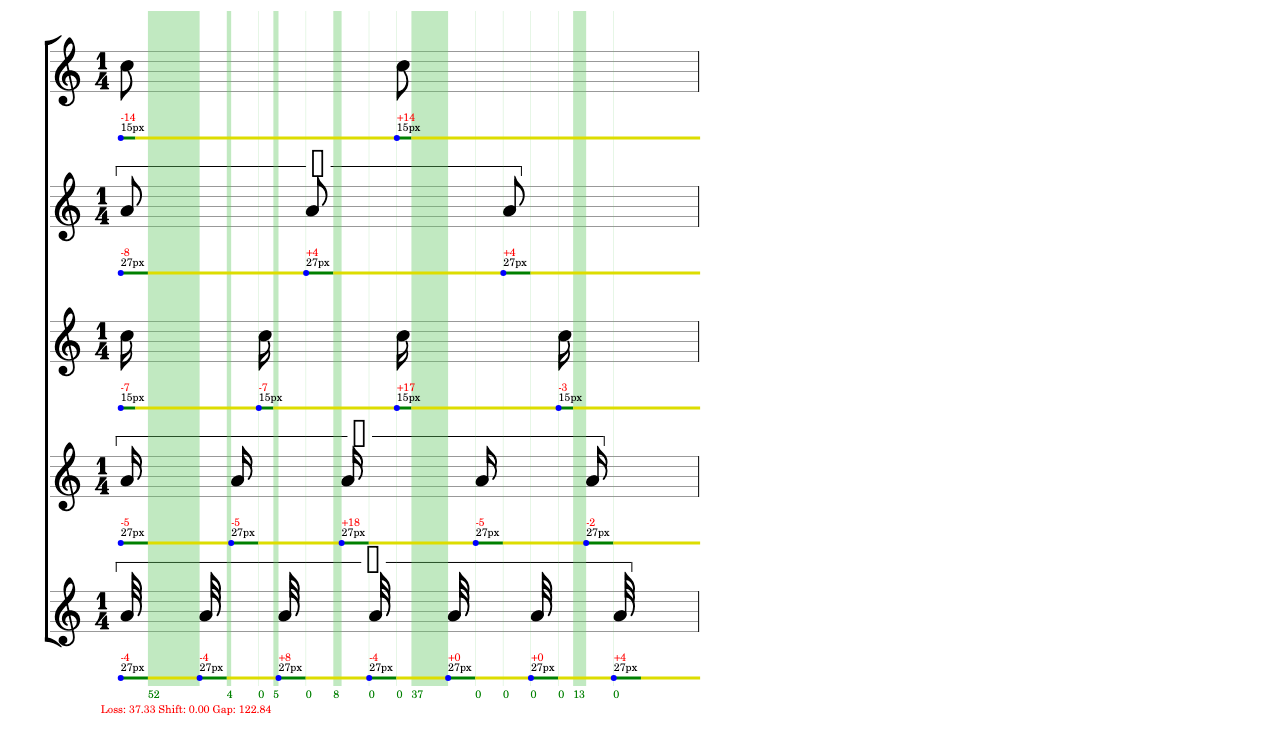 1
4
-14 +14
15px 15px
1
4
-8 +4 +4
27px 27px 27px
1
4
-7 -7 +17 -3
15px 15px 15px 15px
1
4
-5 -5 +18 -5 -2
27px 27px 27px 27px 27px
1
4
-4 -4 +8 -4 +0 +0 +4
27px 27px 27px 27px 27px 27px 27px
52 4 0 5 0 8 0 0 37 0 0 0 0 13 0
Loss: 37.33 Shift: 0.00 Gap: 122.84